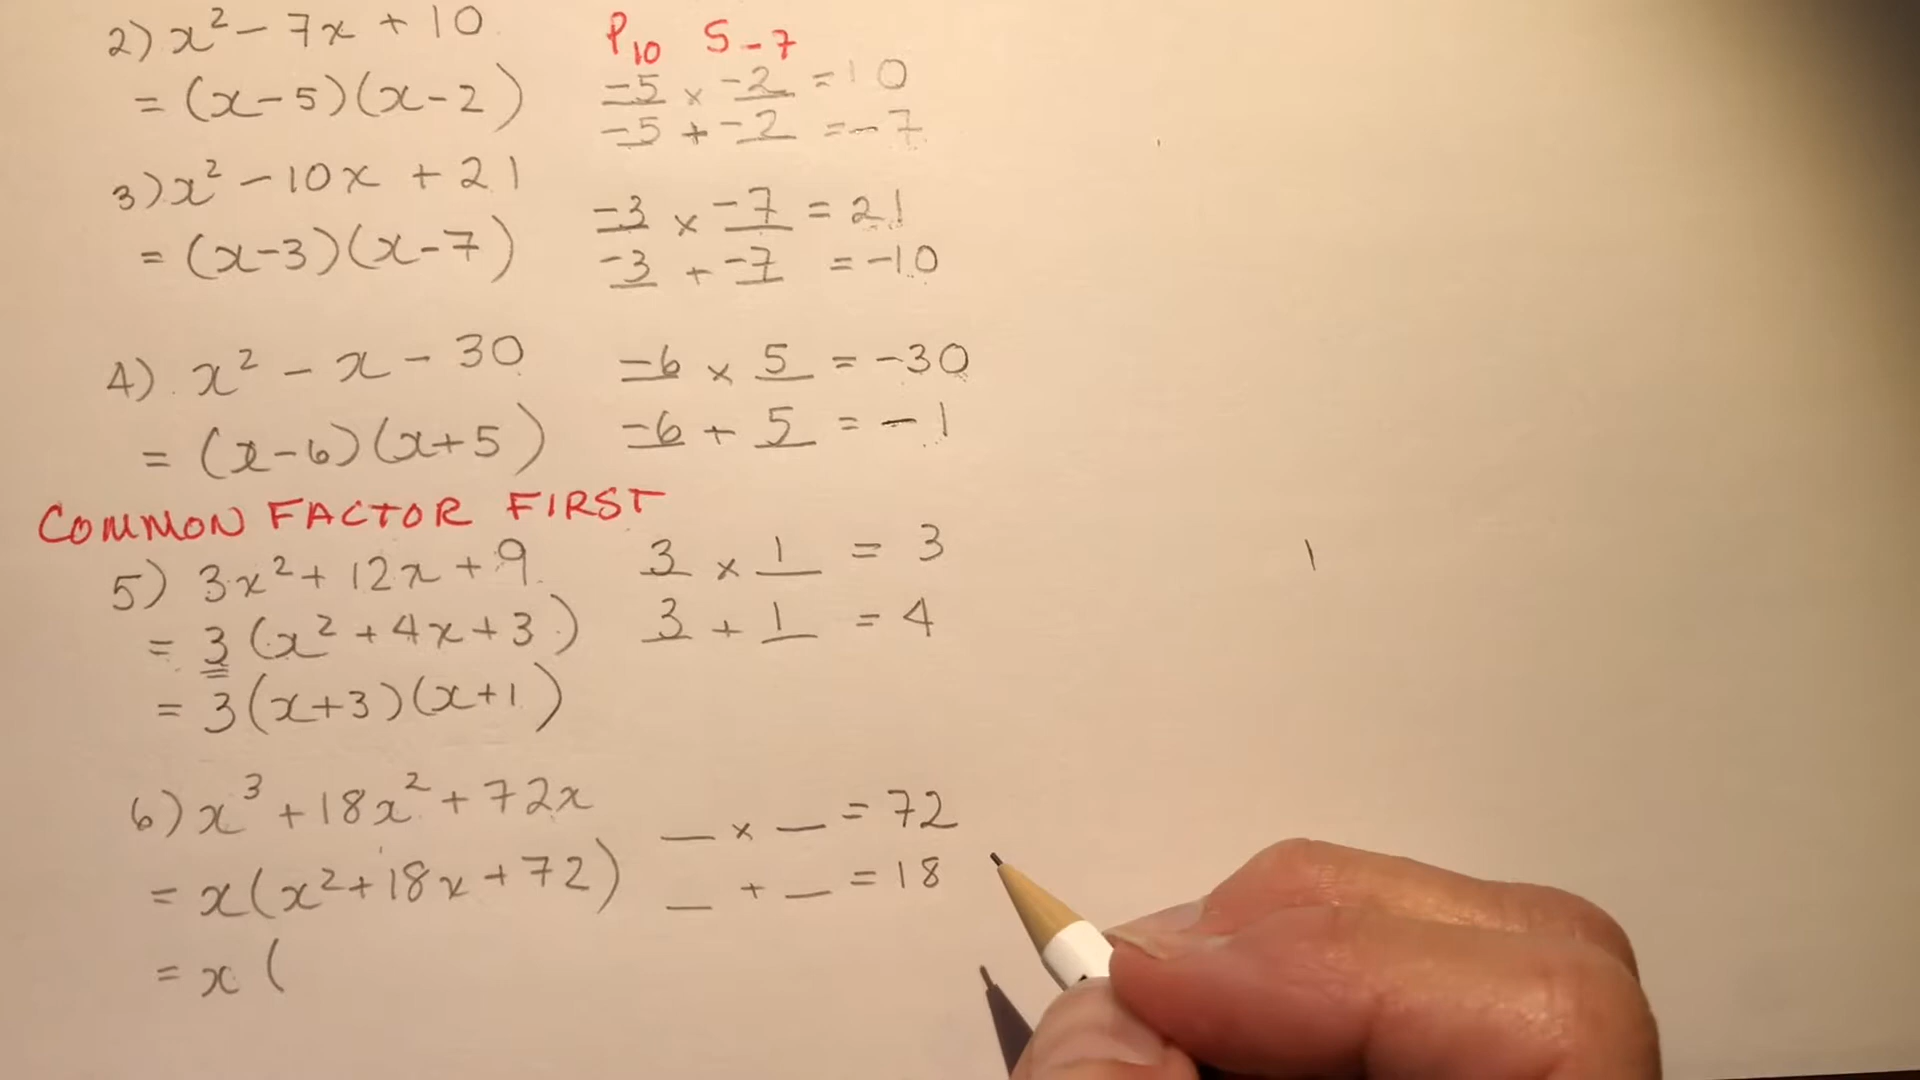 2) x² - 7x + 10 P₁₀ S₋₇
= (x-5)(x-2) -5 × -2 = 10
-5 + -2 = -7
3) x² - 10x + 21 -3 × -7 = 21
= (x-3)(x-7) -3 + -7 = -10
4) x² - x - 30 -6 × 5 = -30
= (x-6)(x+5) -6 + 5 = -1
COMMON FACTOR FIRST
5) 3x² + 12x + 9 3 × 1 = 3
= 3(x² + 4x + 3) 3 + 1 = 4
= 3(x+3)(x+1)
6) x³ + 18x² + 72x __ × __ = 72
= x(x² + 18x + 72) __ + __ = 18
= x(